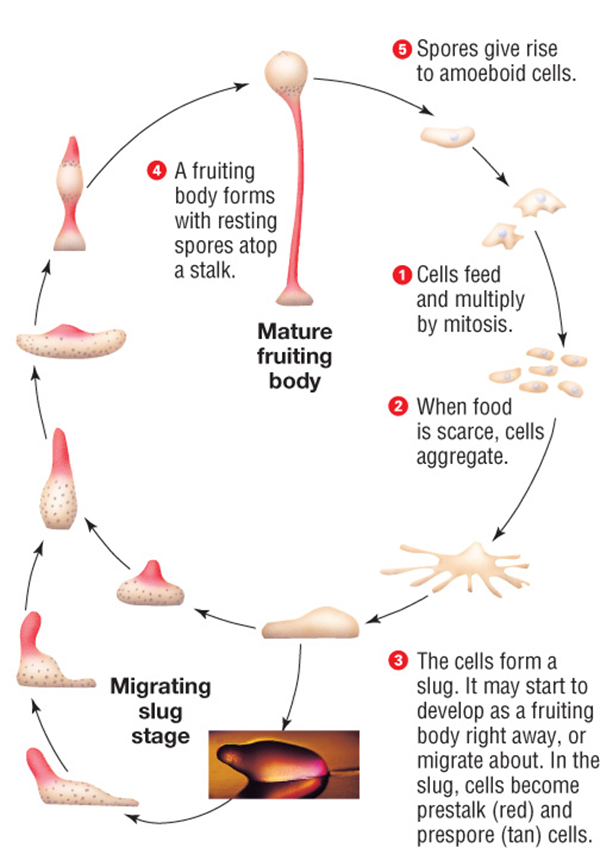 5 Spores give rise
to amoeboid cells.
4 A fruiting
body forms
with resting
spores atop
a stalk.
1 Cells feed
and multiply
by mitosis.
Mature
fruiting
body
2 When food
is scarce, cells
aggregate.
3 The cells form a
slug. It may start to
develop as a fruiting
body right away, or
migrate about. In the
slug, cells become
prestalk (red) and
prespore (tan) cells.
Migrating
slug
stage